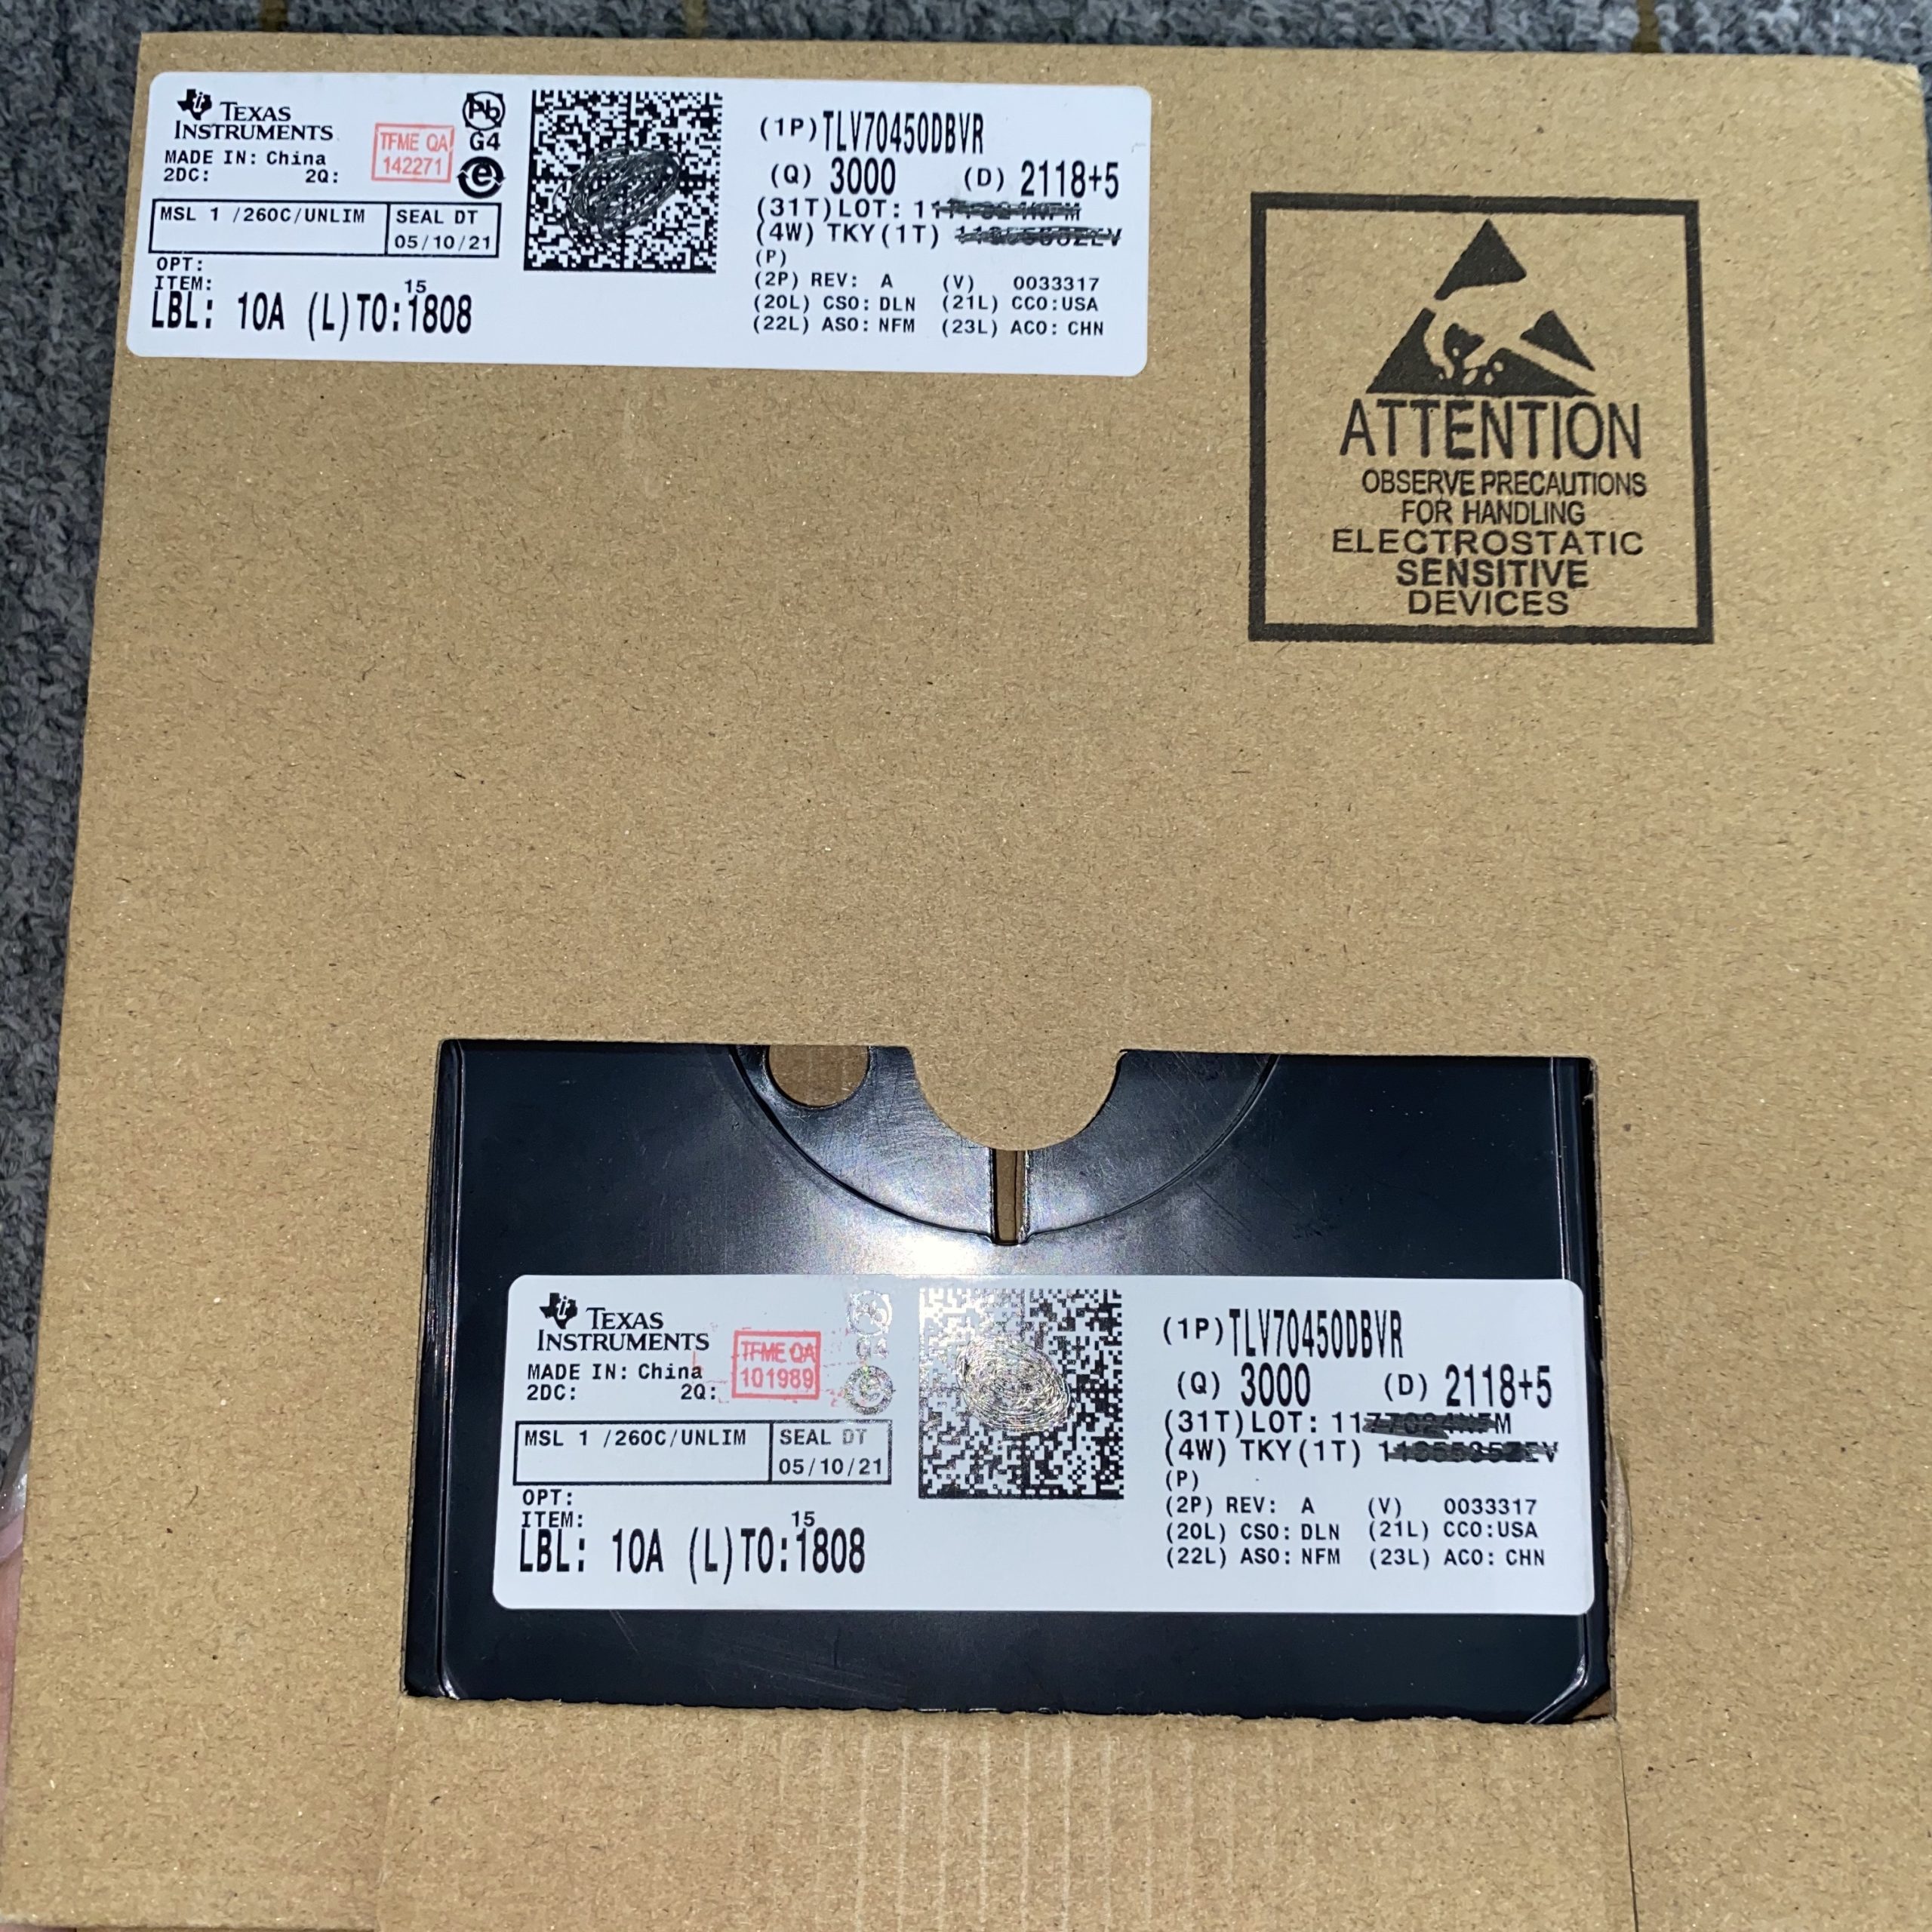 TEXAS
INSTRUMENTS
MADE IN: China
2DC: 2Q:
TFME QA
142271
Pb
G4
e
MSL 1 /260C/UNLIM
SEAL DT
05/10/21
OPT:
ITEM:
15
LBL: 10A (L)TO:1808
(1P)TLV70450DBVR
(Q) 3000 (D) 2118+5
(31T)LOT:
(4W) TKY(1T)
(P)
(2P) REV: A (V) 0033317
(20L) CSO: DLN (21L) CCO:USA
(22L) ASO: NFM (23L) ACO: CHN
ATTENTION
OBSERVE PRECAUTIONS
FOR HANDLING
ELECTROSTATIC
SENSITIVE
DEVICES
TEXAS
INSTRUMENTS
MADE IN: China
2DC: 2Q:
TFME QA
101989
Pb
G4
e
MSL 1 /260C/UNLIM
SEAL DT
05/10/21
OPT:
ITEM:
15
LBL: 10A (L)TO:1808
(1P)TLV70450DBVR
(Q) 3000 (D) 2118+5
(31T)LOT:
(4W) TKY(1T)
(P)
(2P) REV: A (V) 0033317
(20L) CSO: DLN (21L) CCO:USA
(22L) ASO: NFM (23L) ACO: CHN